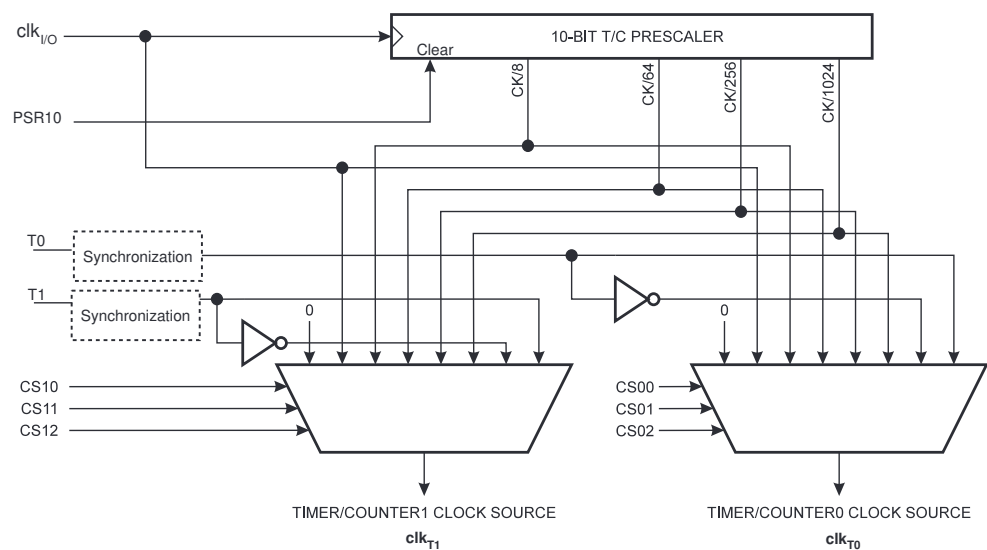 clkI/O
10-BIT T/C PRESCALER
Clear
CK/8
CK/64
CK/256
CK/1024
PSR10
T0
Synchronization
T1
Synchronization
0
0
CS10
CS11
CS12
CS00
CS01
CS02
TIMER/COUNTER1 CLOCK SOURCE
clkT1
TIMER/COUNTER0 CLOCK SOURCE
clkT0